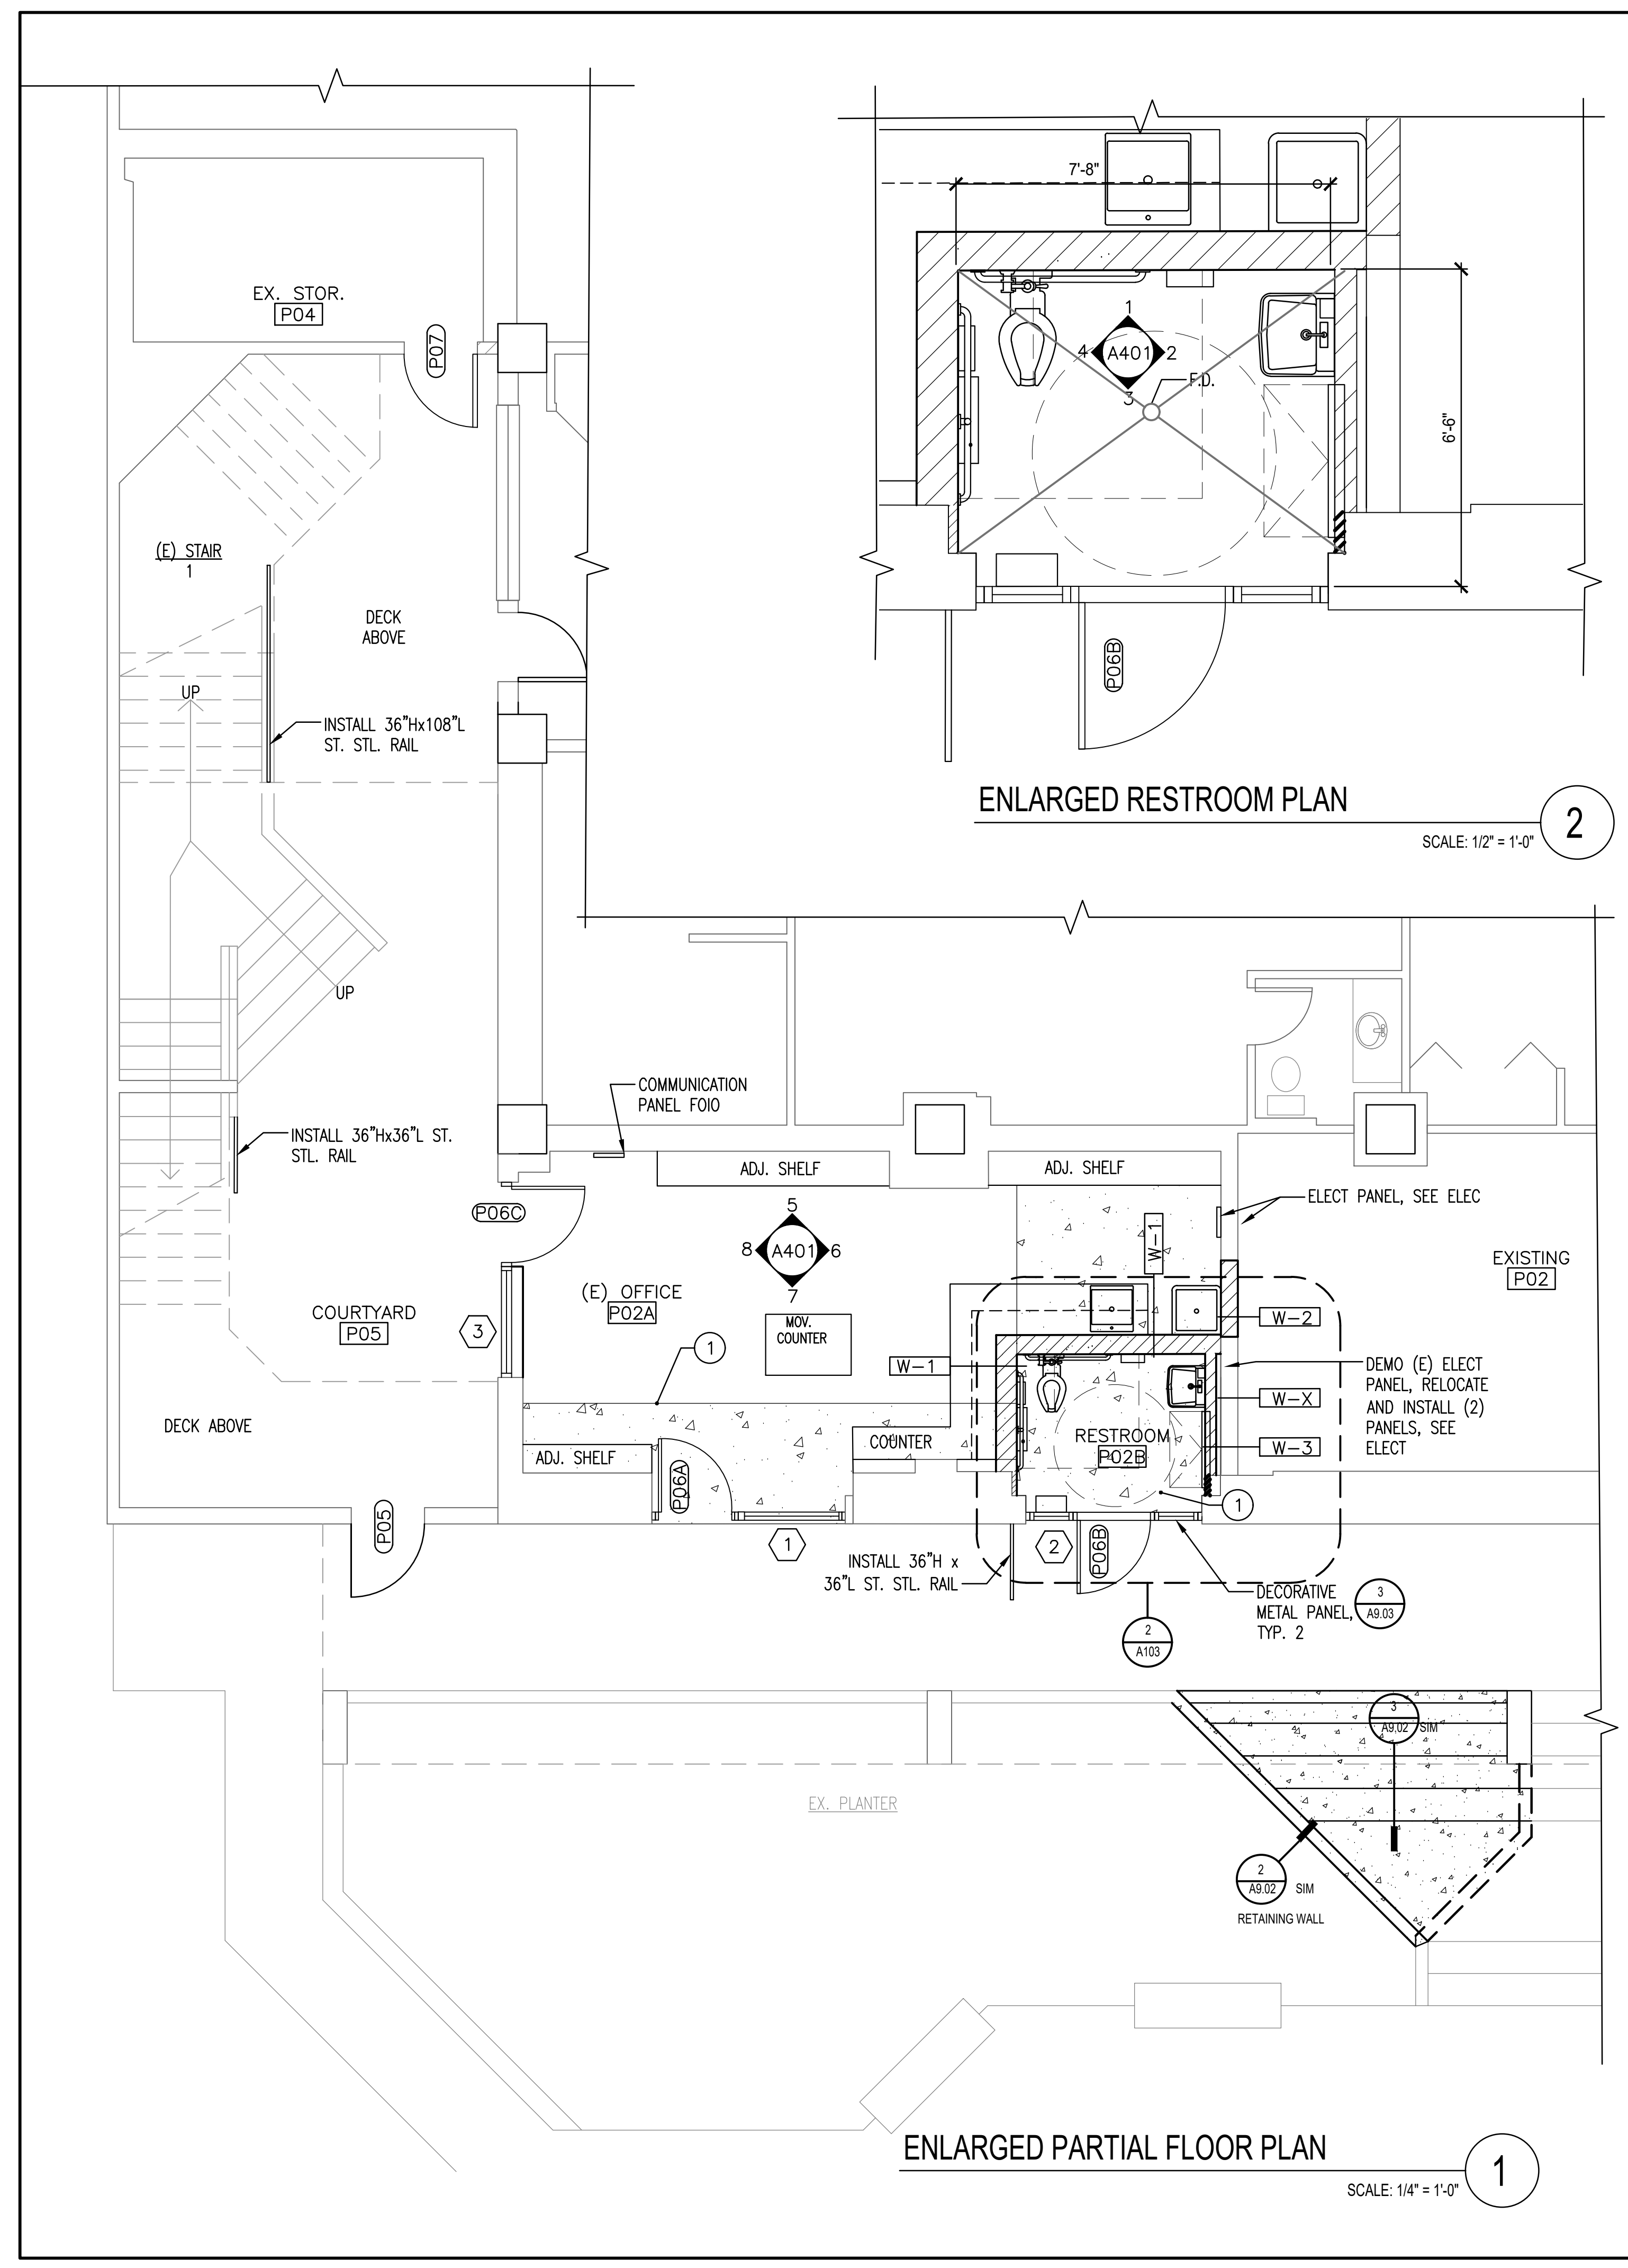 7'-8"
EX. STOR.
P04
P07
1
4
A401
2
3
F.D.
6'-6"
(E) STAIR
1
DECK
ABOVE
P06B
UP
INSTALL 36"Hx108"L
ST. STL. RAIL
ENLARGED RESTROOM PLAN
2
SCALE: 1/2" = 1'-0"
UP
COMMUNICATION
PANEL FOIO
INSTALL 36"Hx36"L ST.
STL. RAIL
ADJ. SHELF
ADJ. SHELF
ELECT PANEL, SEE ELEC
P06C
5
8
A401
6
7
W-1
EXISTING
P02
(E) OFFICE
P02A
COURTYARD
P05
3
MOV.
COUNTER
W-2
1
W-1
DEMO (E) ELECT
PANEL, RELOCATE
AND INSTALL (2)
PANELS, SEE
ELECT
W-X
DECK ABOVE
COUNTER
RESTROOM
P02B
W-3
ADJ. SHELF
P06A
1
P05
1
2
P06B
INSTALL 36"H x
36"L ST. STL. RAIL
DECORATIVE
METAL PANEL,
TYP. 2
3
A9.03
2
A103
3
A9.02
SIM
EX. PLANTER
2
A9.02
SIM
RETAINING WALL
ENLARGED PARTIAL FLOOR PLAN
1
SCALE: 1/4" = 1'-0"